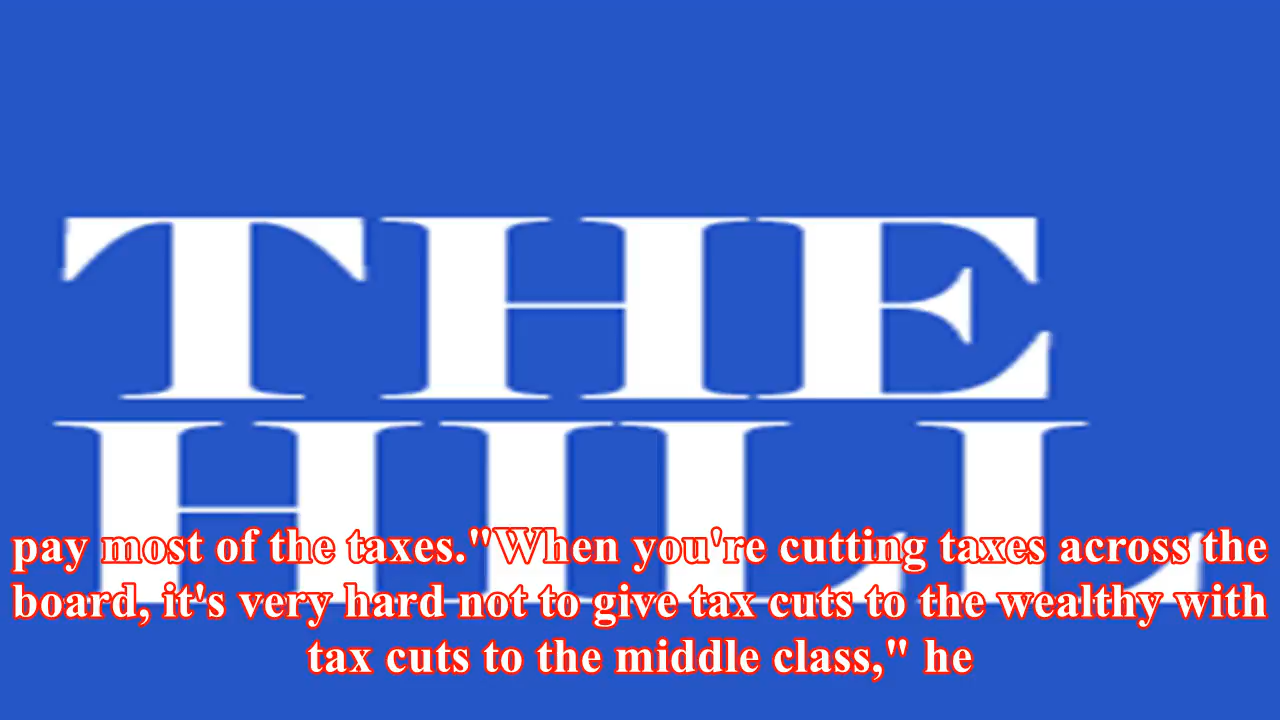 THE
HILL
pay most of the taxes."When you're cutting taxes across the
board, it's very hard not to give tax cuts to the wealthy with
tax cuts to the middle class," he